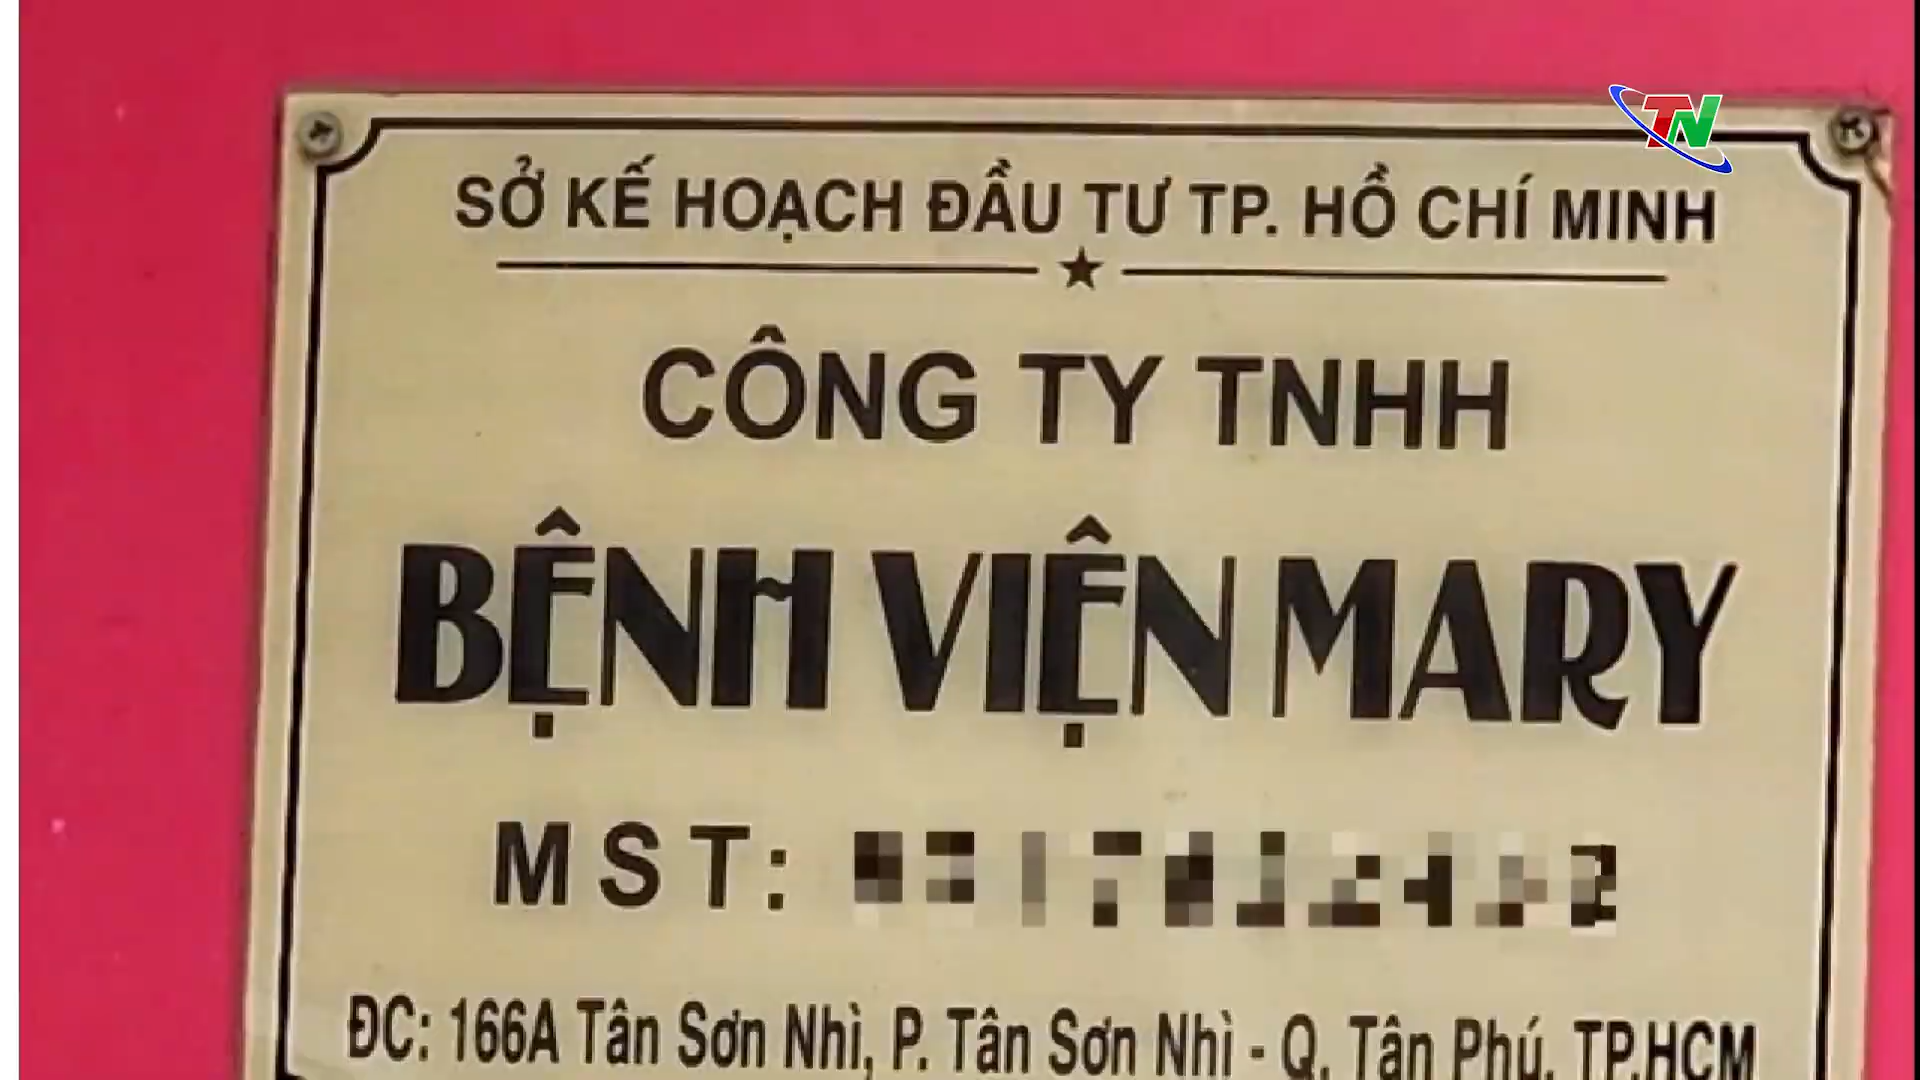 TN
SỞ KẾ HOẠCH ĐẦU TƯ TP. HỒ CHÍ MINH
CÔNG TY TNHH
BỆNH VIỆN MARY
MST:
ĐC: 166A Tân Sơn Nhì, P. Tân Sơn Nhì - Q. Tân Phú, TP.HCM